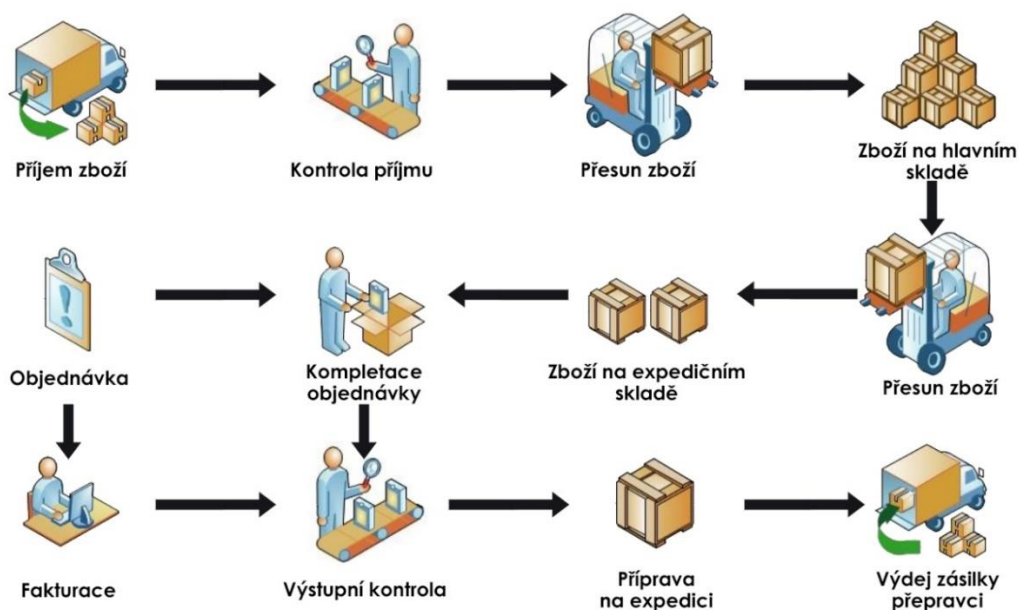 Příjem zboží
Kontrola příjmu
Přesun zboží
Zboží na hlavním
skladě
Objednávka
Kompletace
objednávky
Zboží na expedičním
skladě
Přesun zboží
Fakturace
Výstupní kontrola
Příprava
na expedici
Výdej zásilky
přepravci